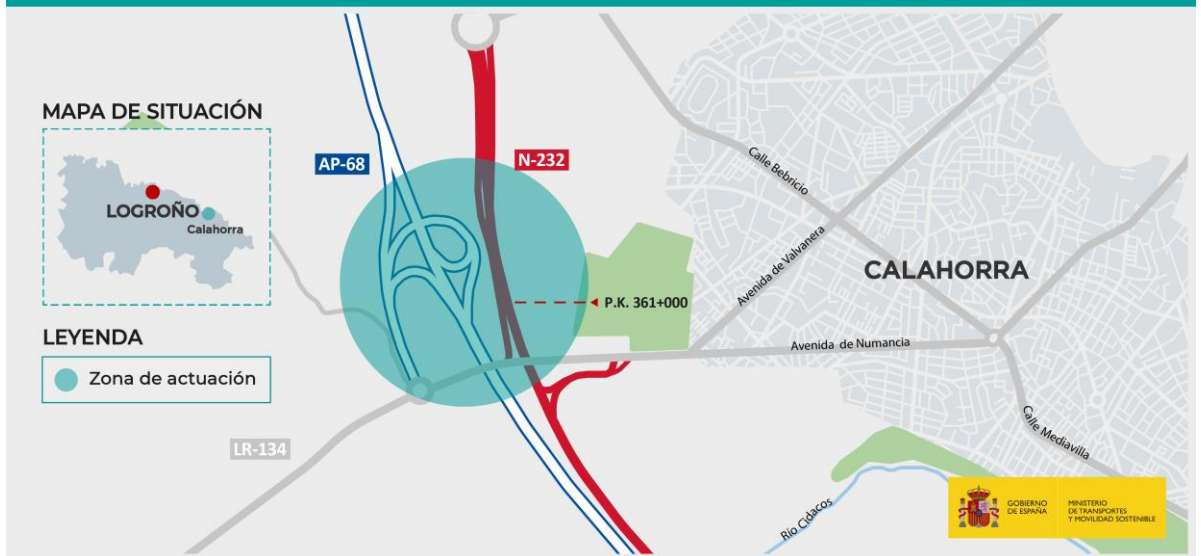 MAPA DE SITUACIÓN
LOGROÑO
Calahorra
LEYENDA
Zona de actuación
AP-68
N-232
P.K. 361+000
LR-134
Calle Bebricio
Avenida de Valvanera
CALAHORRA
Avenida de Numancia
Calle Mediavilla
Río Cidacos
GOBIERNO
DE ESPAÑA
MINISTERIO
DE TRANSPORTES
Y MOVILIDAD SOSTENIBLE